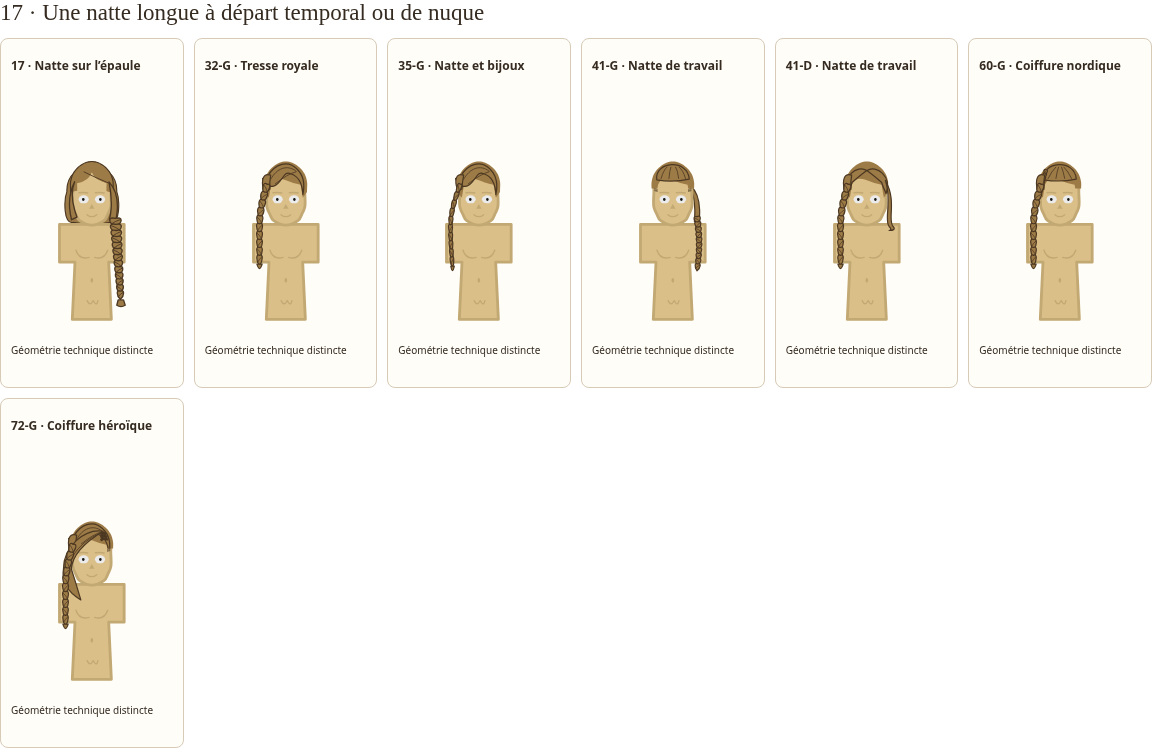 17 · Une natte longue à départ temporal ou de nuque
17 · Natte sur l’épaule
32-G · Tresse royale
35-G · Natte et bijoux
41-G · Natte de travail
41-D · Natte de travail
60-G · Coiffure nordique
Géométrie technique distincte
Géométrie technique distincte
Géométrie technique distincte
Géométrie technique distincte
Géométrie technique distincte
Géométrie technique distincte
72-G · Coiffure héroïque
Géométrie technique distincte